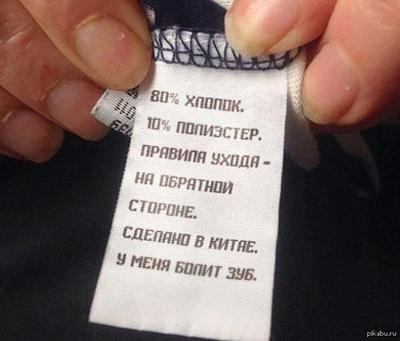 80% ХЛОПОК.
10% ПОЛИЭСТЕР.
ПРАВИЛА УХОДА -
НА ОБРАТНОЙ
СТОРОНЕ.
СДЕЛАНО В КИТАЕ.
У МЕНЯ БОЛИТ ЗУБ.
pikabu.ru